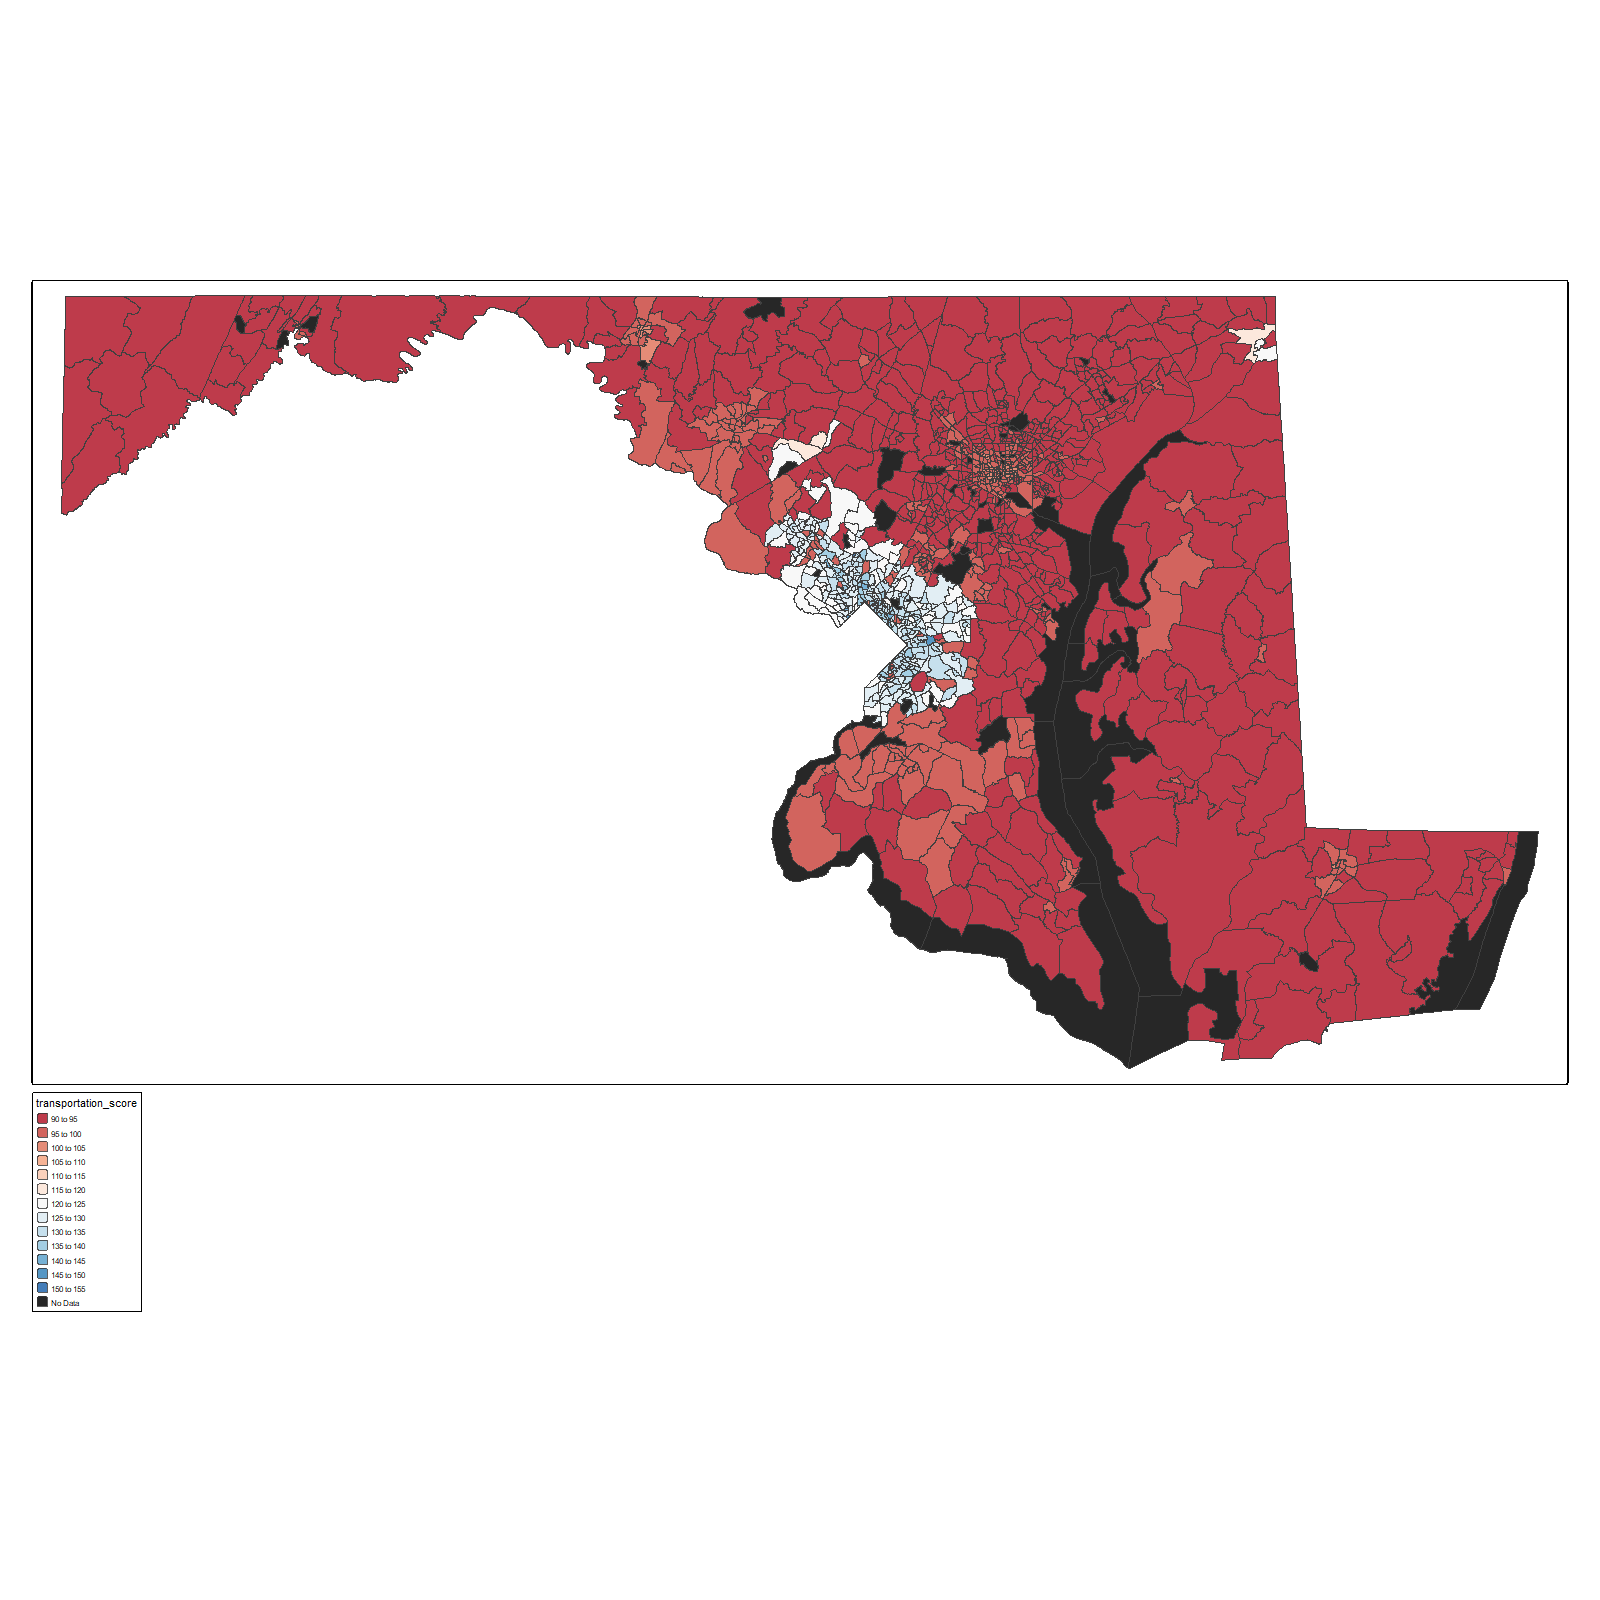 transportation_score
90 to 95
95 to 100
100 to 105
105 to 110
110 to 115
115 to 120
120 to 125
125 to 130
130 to 135
135 to 140
140 to 145
145 to 150
150 to 155
No Data